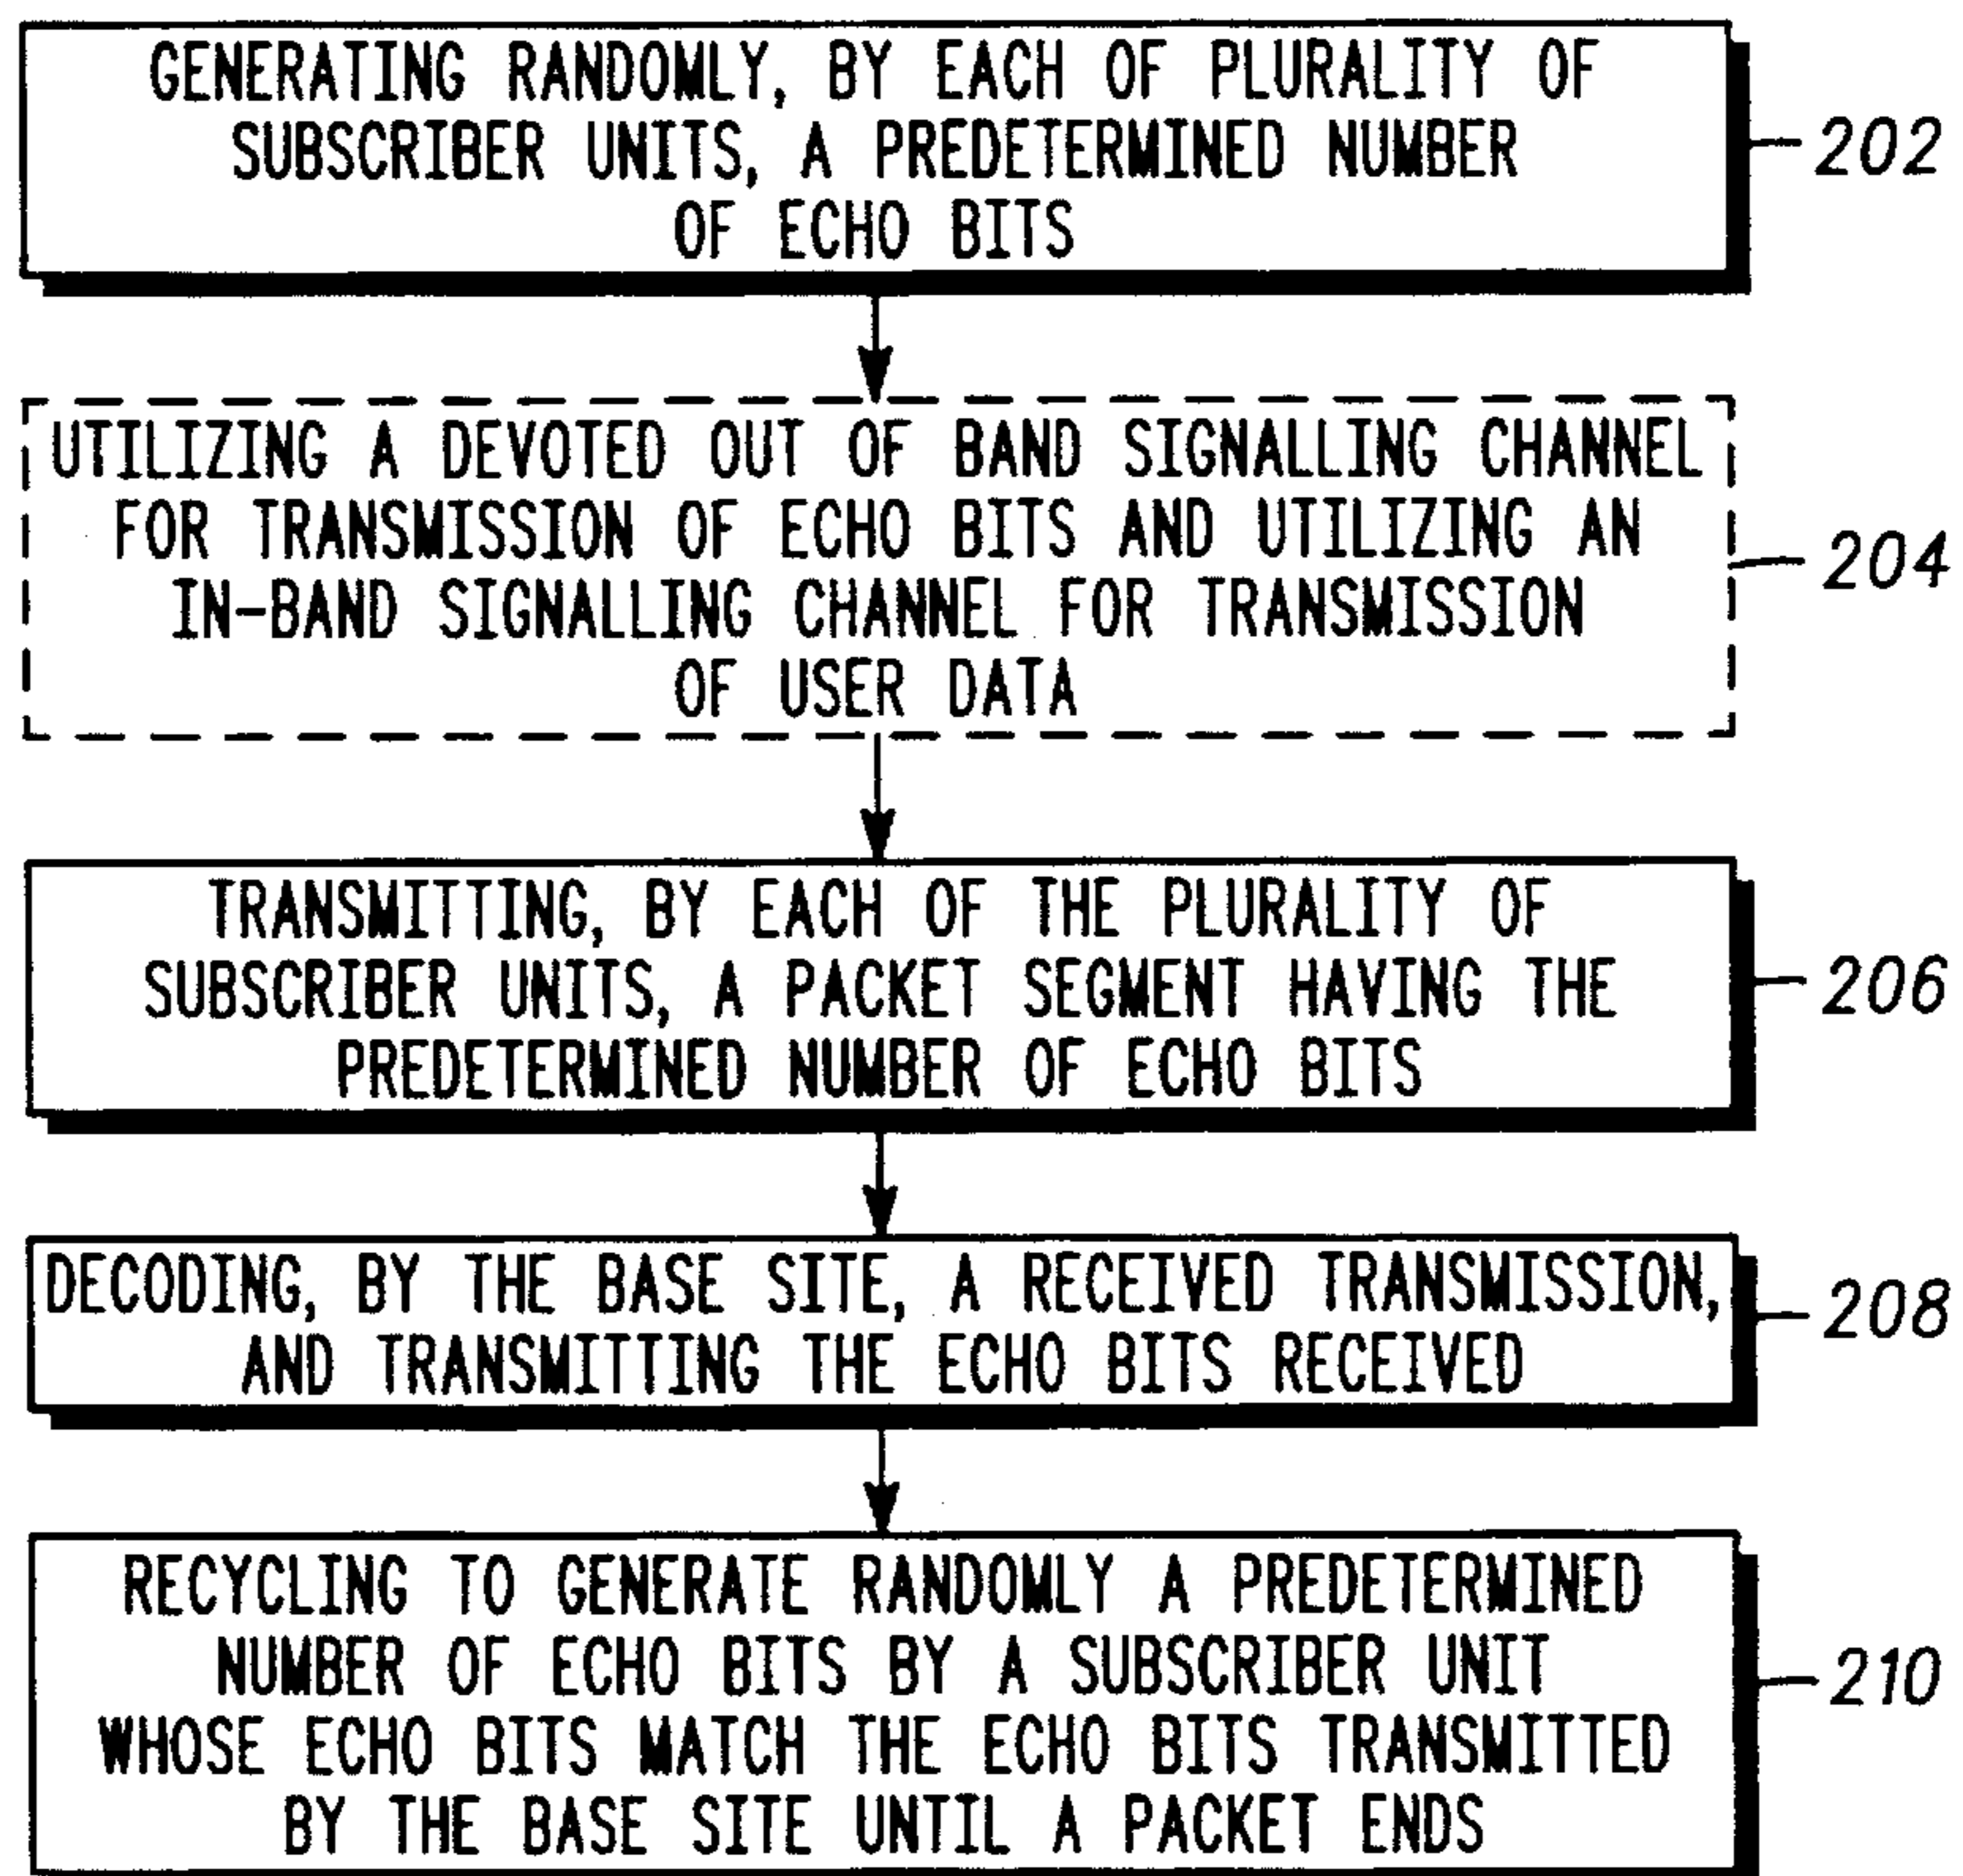 GENERATING RANDOMLY, BY EACH OF PLURALITY OF
SUBSCRIBER UNITS, A PREDETERMINED NUMBER
OF ECHO BITS
202
UTILIZING A DEVOTED OUT OF BAND SIGNALLING CHANNEL
FOR TRANSMISSION OF ECHO BITS AND UTILIZING AN
IN-BAND SIGNALLING CHANNEL FOR TRANSMISSION
OF USER DATA
204
TRANSMITTING, BY EACH OF THE PLURALITY OF
SUBSCRIBER UNITS, A PACKET SEGMENT HAVING THE
PREDETERMINED NUMBER OF ECHO BITS
206
DECODING, BY THE BASE SITE, A RECEIVED TRANSMISSION,
AND TRANSMITTING THE ECHO BITS RECEIVED
208
RECYCLING TO GENERATE RANDOMLY A PREDETERMINED
NUMBER OF ECHO BITS BY A SUBSCRIBER UNIT
WHOSE ECHO BITS MATCH THE ECHO BITS TRANSMITTED
BY THE BASE SITE UNTIL A PACKET ENDS
210